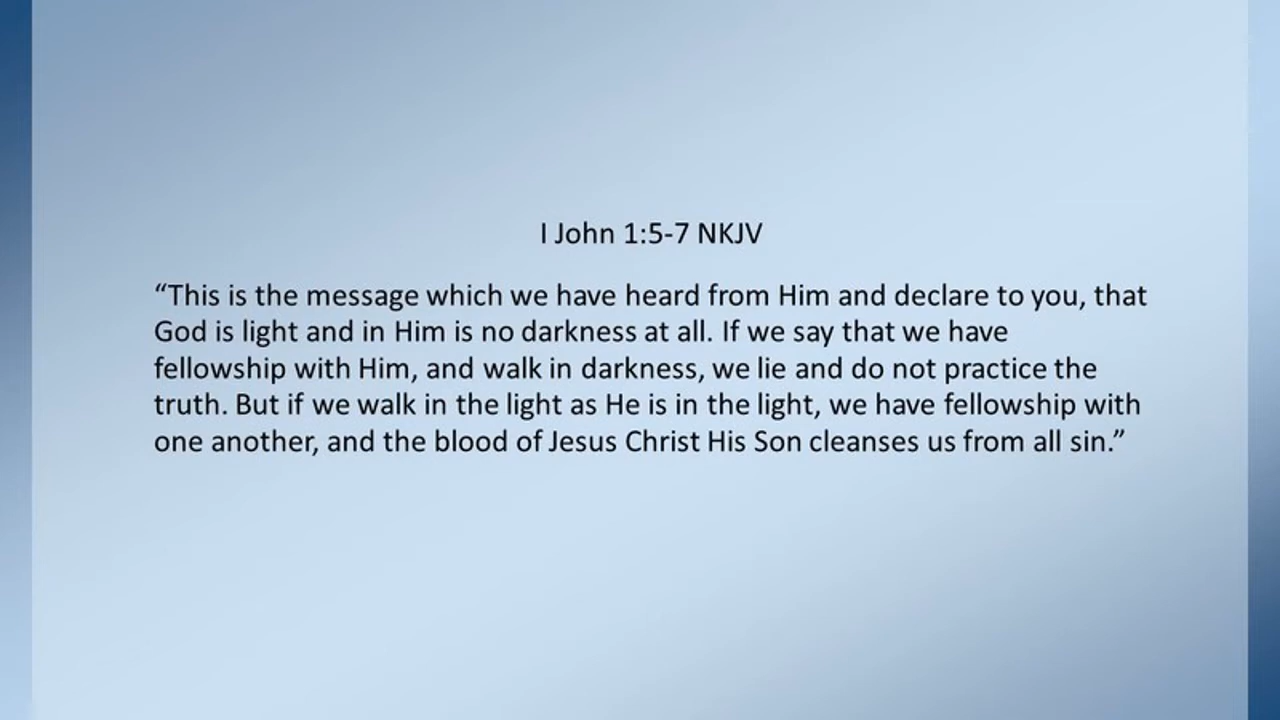 I John 1:5-7 NKJV
“This is the message which we have heard from Him and declare to you, that
God is light and in Him is no darkness at all. If we say that we have
fellowship with Him, and walk in darkness, we lie and do not practice the
truth. But if we walk in the light as He is in the light, we have fellowship with
one another, and the blood of Jesus Christ His Son cleanses us from all sin.”